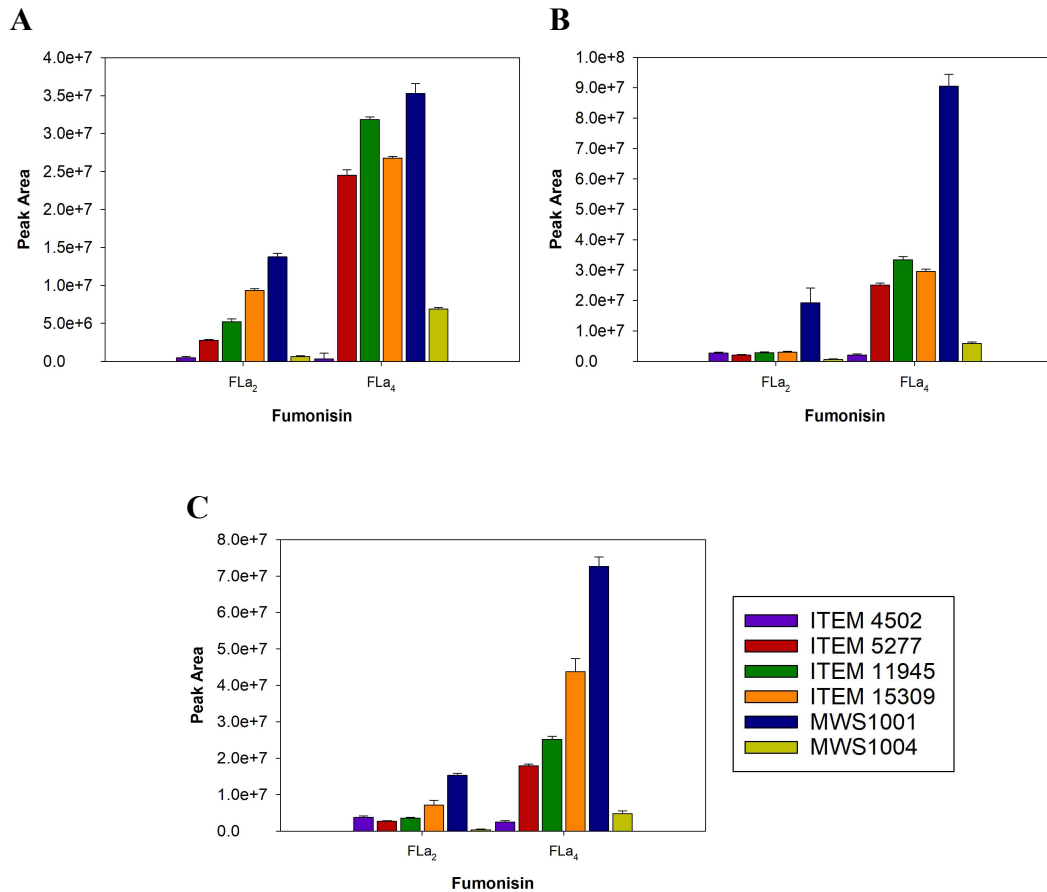 A
4.0e+7
3.5e+7
3.0e+7
2.5e+7
2.0e+7
1.5e+7
1.0e+7
5.0e+6
0.0
Peak Area
FLa₂
FLa₄
Fumonisin
B
1.0e+8
9.0e+7
8.0e+7
7.0e+7
6.0e+7
5.0e+7
4.0e+7
3.0e+7
2.0e+7
1.0e+7
0.0
Peak Area
FLa₂
FLa₄
Fumonisin
C
8.0e+7
7.0e+7
6.0e+7
5.0e+7
4.0e+7
3.0e+7
2.0e+7
1.0e+7
0.0
Peak Area
FLa₂
FLa₄
Fumonisin
ITEM 4502
ITEM 5277
ITEM 11945
ITEM 15309
MWS1001
MWS1004